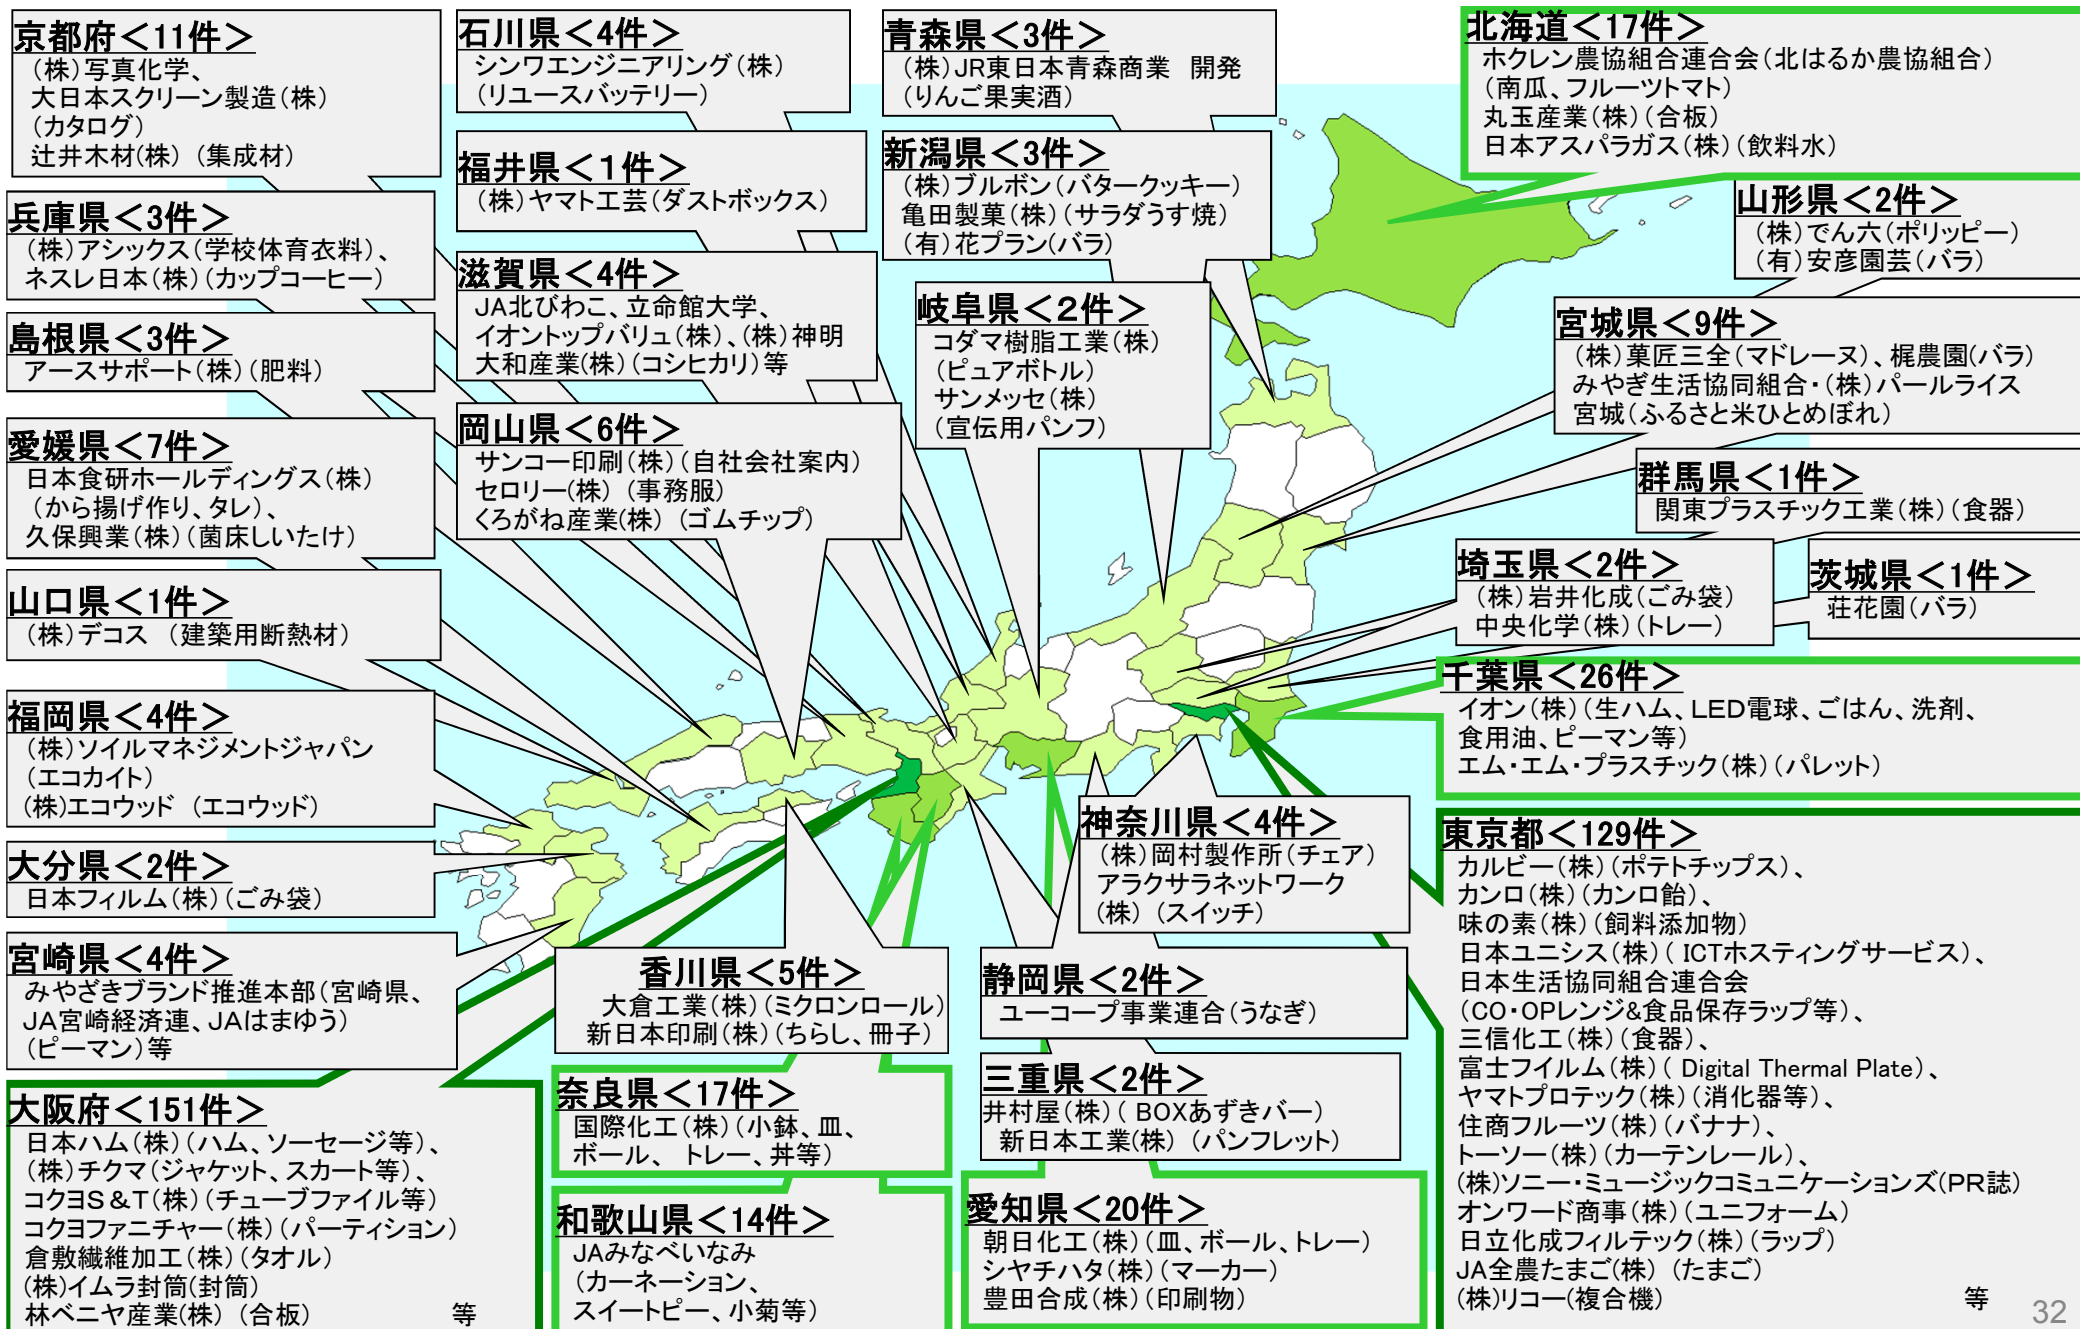 京都府＜11件＞
（株）写真化学、
大日本スクリーン製造（株）
（カタログ）
辻井木材(株)（集成材）
兵庫県＜3件＞
（株）アシックス（学校体育衣料）、
ネスレ日本（株）（カップコーヒー）
島根県＜3件＞
アースサポート（株）（肥料）
愛媛県＜7件＞
日本食研ホールディングス（株）
（から揚げ作り、タレ）、
久保興業（株）（菌床しいたけ）
山口県＜1件＞
（株）デコス （建築用断熱材）
福岡県＜4件＞
（株）ソイルマネジメントジャパン
（エコカイト）
(株)エコウッド （エコウッド）
大分県＜2件＞
日本フィルム（株）（ごみ袋）
宮崎県＜4件＞
みやざきブランド推進本部（宮崎県、
JA宮崎経済連、JAはまゆう）
（ピーマン）等
大阪府＜151件＞
日本ハム（株）（ハム、ソーセージ等）、
（株）チクマ（ジャケット、スカート等）、
コクヨS＆T（株）（チューブファイル等）
コクヨファニチャー（株）（パーティション）
倉敷繊維加工（株）（タオル）
(株)イムラ封筒(封筒)
林ベニヤ産業(株) （合板） 等
石川県＜4件＞
シンワエンジニアリング（株）
（リユースバッテリー）
福井県＜1件＞
（株）ヤマト工芸（ダストボックス）
滋賀県＜4件＞
JA北びわこ、立命館大学、
イオントップバリュ（株）、（株）神明
大和産業(株)（コシヒカリ）等
岡山県＜6件＞
サンコー印刷（株）（自社会社案内）
セロリー(株) （事務服）
くろがね産業(株) （ゴムチップ）
青森県＜3件＞
（株）JR東日本青森商業 開発
（りんご果実酒）
新潟県＜3件＞
（株）ブルボン（バタークッキー）
亀田製菓（株）（サラダうす焼）
（有）花プラン(バラ）
岐阜県＜２件＞
コダマ樹脂工業（株）
（ピュアボトル）
サンメッセ（株）
（宣伝用パンフ）
北海道＜17件＞
ホクレン農協組合連合会（北はるか農協組合）
（南瓜、フルーツトマト）
丸玉産業（株）（合板）
日本アスパラガス（株）（飲料水）
山形県＜2件＞
（株）でん六（ポリッピー）
（有）安彦園芸（バラ）
宮城県＜9件＞
（株）菓匠三全（マドレーヌ）、梶農園(バラ）
みやぎ生活協同組合・（株）パールライス
宮城（ふるさと米ひとめぼれ）
群馬県＜1件＞
関東プラスチック工業（株）（食器）
埼玉県＜2件＞
（株）岩井化成（ごみ袋）
中央化学（株）（トレー）
茨城県＜1件＞
荘花園（バラ）
千葉県＜26件＞
イオン（株）（生ハム、LED電球、ごはん、洗剤、
食用油、ピーマン等）
エム・エム・プラスチック（株）（パレット）
神奈川県＜4件＞
（株）岡村製作所（チェア）
アラクサラネットワーク
（株）（スイッチ）
東京都＜129件＞
カルビー（株）（ポテトチップス）、
カンロ（株）（カンロ飴）、
味の素（株）（飼料添加物）
日本ユニシス（株）（ ICTホスティングサービス）、
日本生活協同組合連合会
（CO・OPレンジ&食品保存ラップ等）、
三信化工（株）（食器）、
富士フイルム（株）（ Digital Thermal Plate）、
ヤマトプロテック（株）（消化器等）、
住商フルーツ（株）（バナナ）、
トーソー（株）（カーテンレール）、
(株)ソニー・ミュージックコミュニケーションズ(PR誌）
オンワード商事（株）（ユニフォーム）
日立化成フィルテック（株）（ラップ）
JA全農たまご(株) （たまご）
(株)リコー(複合機） 等
香川県＜5件＞
大倉工業（株）（ミクロンロール）
新日本印刷（株）（ちらし、冊子）
静岡県＜2件＞
ユーコープ事業連合（うなぎ）
奈良県＜17件＞
国際化工（株）（小鉢、皿、
ボール、 トレー、丼等）
三重県＜2件＞
井村屋（株）（ BOXあずきバー）
新日本工業(株) （パンフレット）
和歌山県＜14件＞
JAみなべいなみ
（カーネーション、
スイートピー、小菊等）
愛知県＜20件＞
朝日化工（株）（皿、ボール、トレー）
シヤチハタ（株）（マーカー）
豊田合成（株）（印刷物）
32